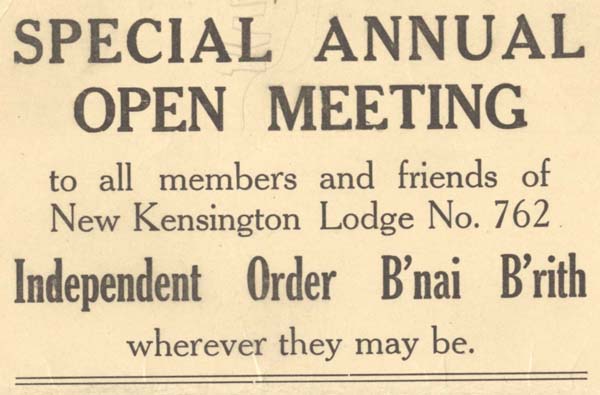 SPECIAL ANNUAL
OPEN MEETING
to all members and friends of
New Kensington Lodge No. 762
Independent Order B'nai B'rith
wherever they may be.